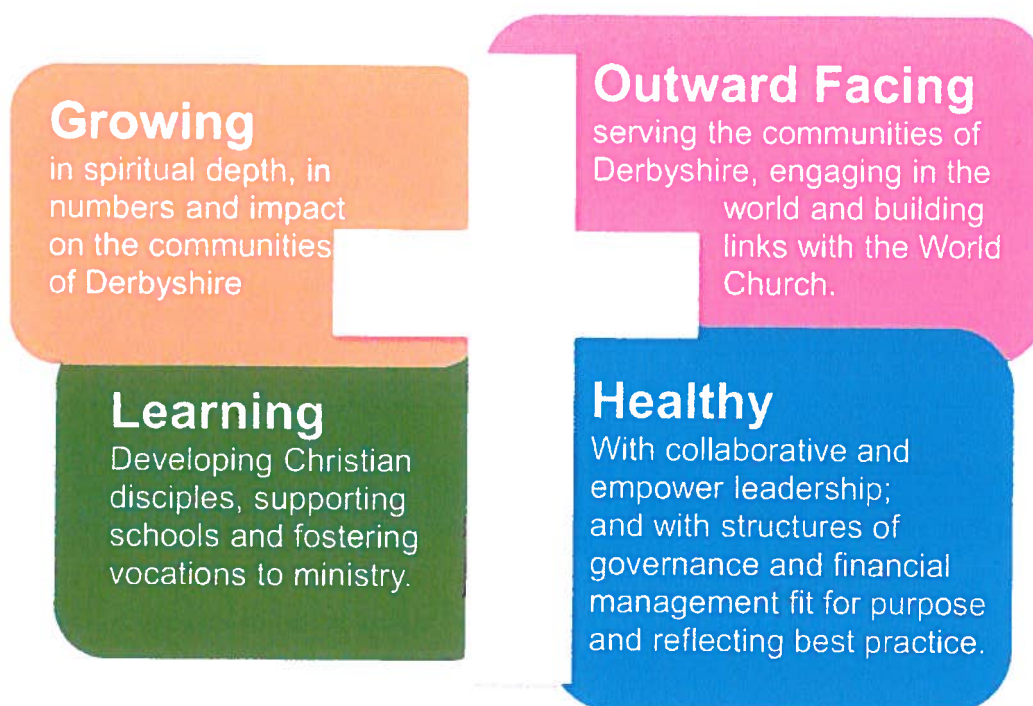 Growing
in spiritual depth, in
numbers and impact
on the communities
of Derbyshire
Outward Facing
serving the communities of
Derbyshire, engaging in the
world and building
links with the World
Church.
Learning
Developing Christian
disciples, supporting
schools and fostering
vocations to ministry.
Healthy
With collaborative and
empower leadership;
and with structures of
governance and financial
management fit for purpose
and reflecting best practice.